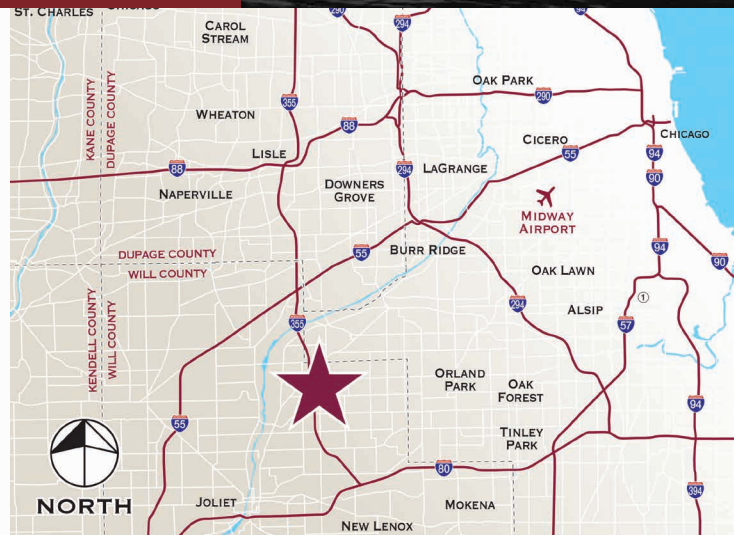 ST. CHARLES
CHICAGO
290
294
94
CAROL
STREAM
OAK PARK
355
290
KANE COUNTY
DUPAGE COUNTY
WHEATON
88
CICERO
CHICAGO
LISLE
55
94
88
294
LAGRANGE
90
NAPERVILLE
DOWNERS
GROVE
MIDWAY
AIRPORT
DUPAGE COUNTY
WILL COUNTY
55
BURR RIDGE
94
90
OAK LAWN
294
ALSIP
1
57
KENDELL COUNTY
WILL COUNTY
355
ORLAND
PARK
OAK
FOREST
94
55
TINLEY
PARK
80
NORTH
JOLIET
MOKENA
394
NEW LENOX